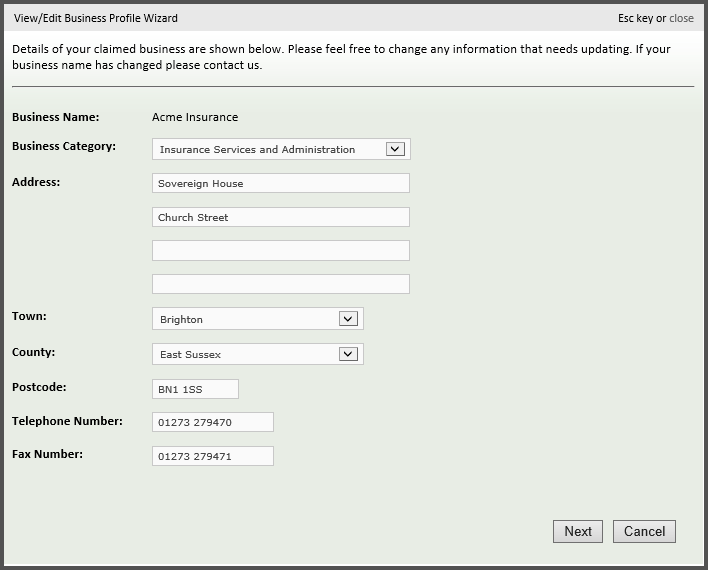 View/Edit Business Profile Wizard Esc key or close
Details of your claimed business are shown below. Please feel free to change any information that needs updating. If your
business name has changed please contact us.
Business Name: Acme Insurance
Business Category: Insurance Services and Administration
Address: Sovereign House
Church Street
Town: Brighton
County: East Sussex
Postcode: BN1 1SS
Telephone Number: 01273 279470
Fax Number: 01273 279471
Next Cancel